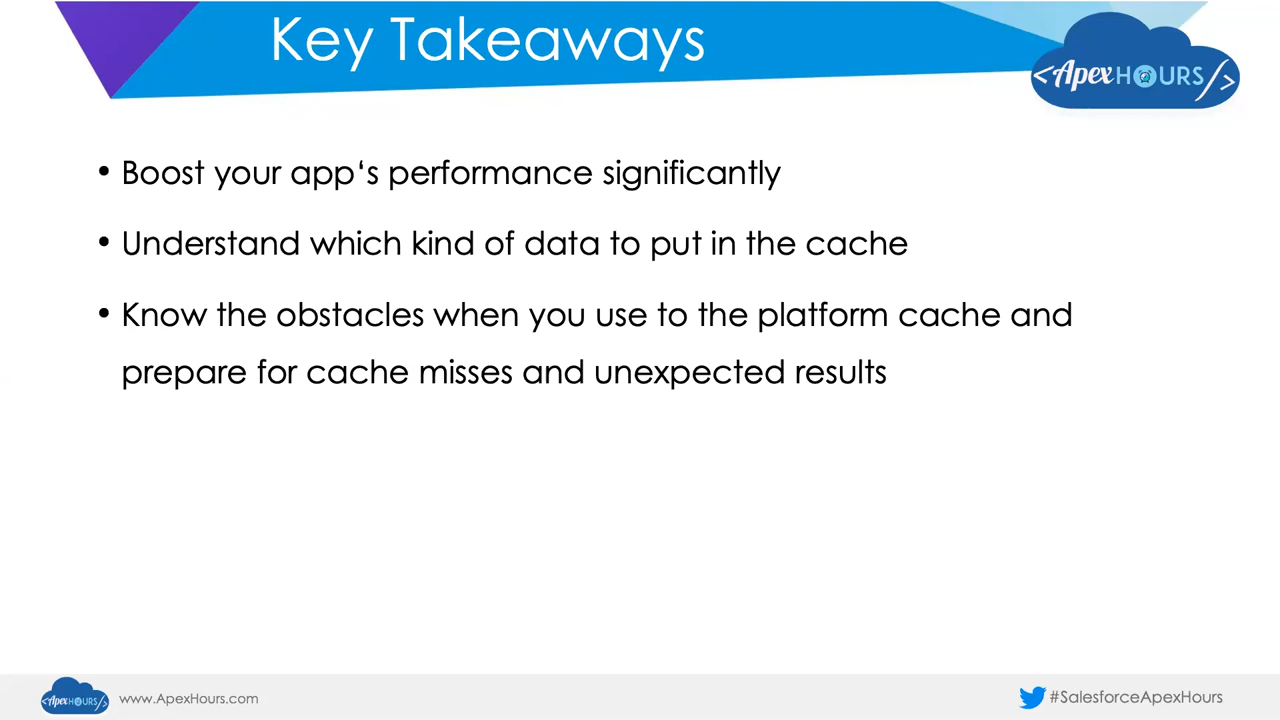 Key Takeaways
<ApexHOURS/>
• Boost your app‘s performance significantly
• Understand which kind of data to put in the cache
• Know the obstacles when you use to the platform cache and
prepare for cache misses and unexpected results
<ApexHOURS/>
www.ApexHours.com
#SalesforceApexHours